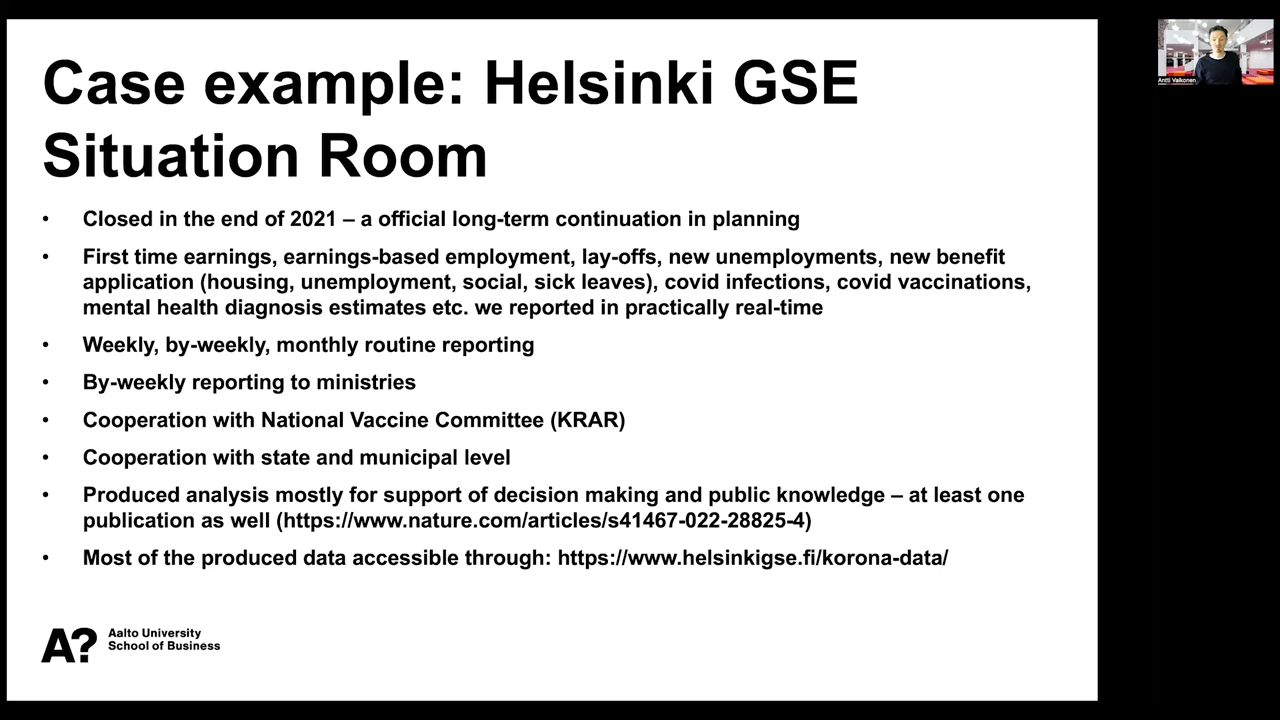 Case example: Helsinki GSE
Situation Room
• Closed in the end of 2021 – a official long-term continuation in planning
• First time earnings, earnings-based employment, lay-offs, new unemployments, new benefit
application (housing, unemployment, social, sick leaves), covid infections, covid vaccinations,
mental health diagnosis estimates etc. we reported in practically real-time
• Weekly, by-weekly, monthly routine reporting
• By-weekly reporting to ministries
• Cooperation with National Vaccine Committee (KRAR)
• Cooperation with state and municipal level
• Produced analysis mostly for support of decision making and public knowledge – at least one
publication as well (https://www.nature.com/articles/s41467-022-28825-4)
• Most of the produced data accessible through: https://www.helsinkigse.fi/korona-data/
A?
Aalto University
School of Business
Antti Valkonen